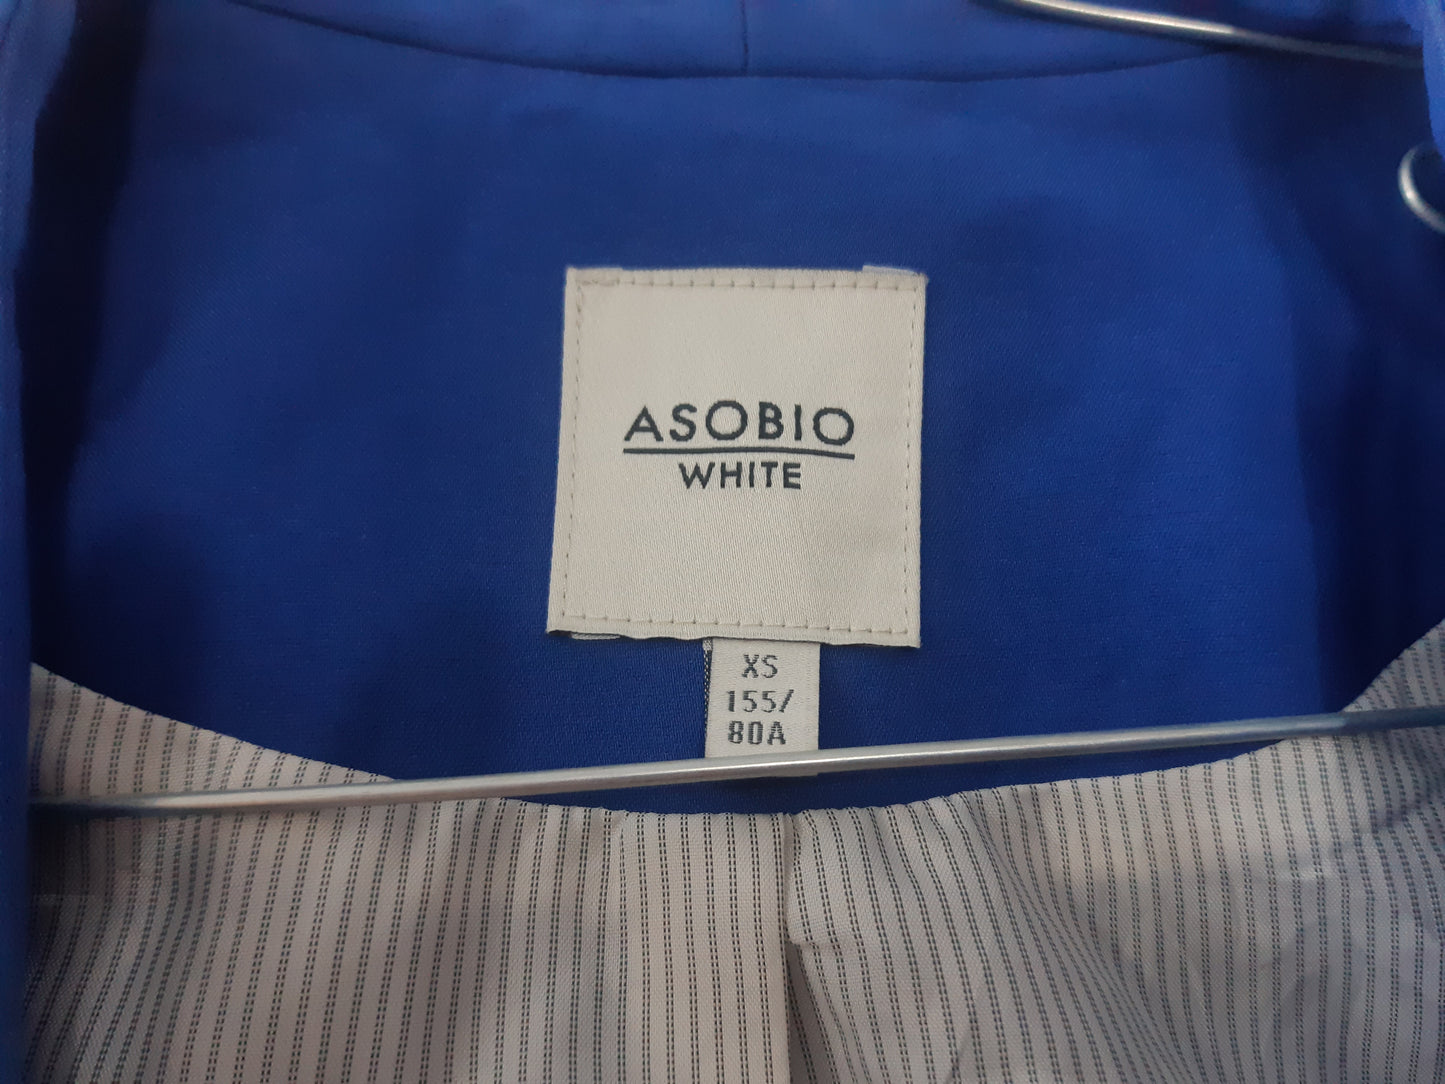 ASOBIO
WHITE
XS
155/
80A